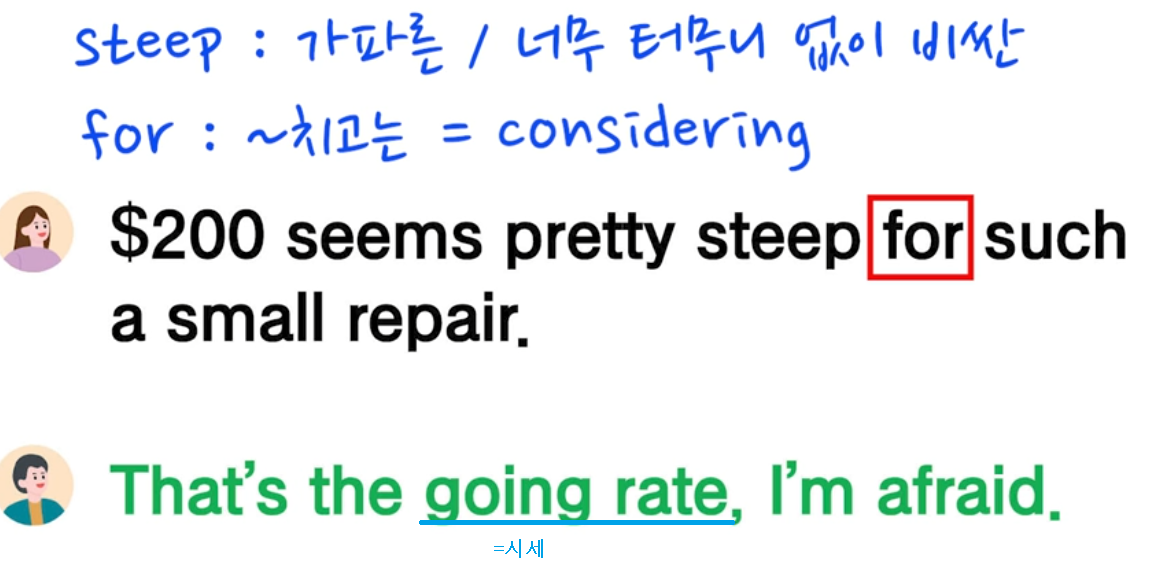 steep : 가파른 / 너무 터무니 없이 비싼
for : ~치고는 = considering
$200 seems pretty steep for such
a small repair.
That's the going rate, I'm afraid.
=시세